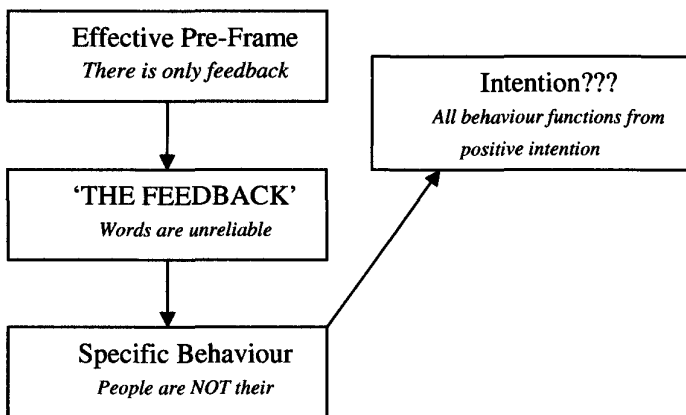 Effective Pre-Frame
There is only feedback
Intention???
All behaviour functions from
positive intention
‘THE FEEDBACK’
Words are unreliable
Specific Behaviour
People are NOT their